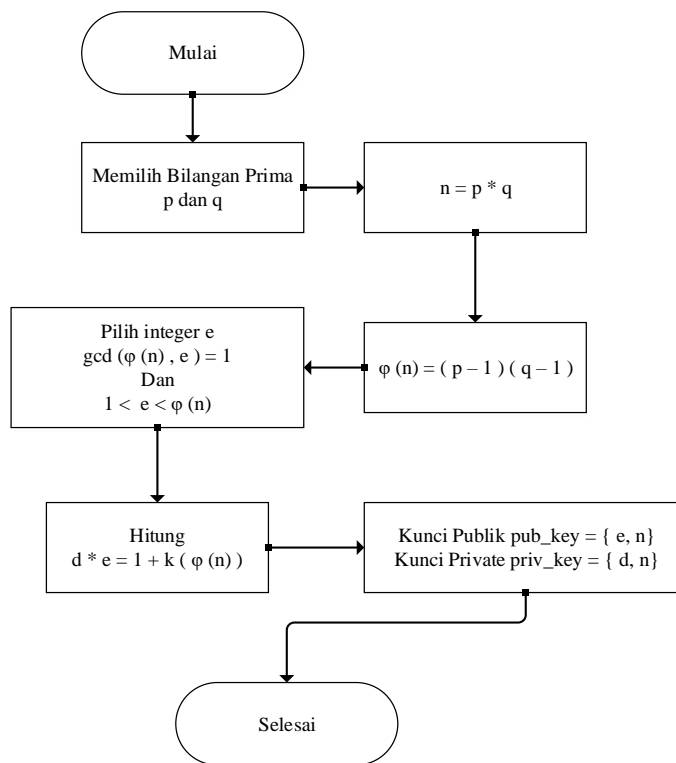 Mulai
Memilih Bilangan Prima
p dan q
n = p * q
φ (n) = ( p – 1 ) ( q – 1 )
Pilih integer e
gcd (φ (n) , e ) = 1
Dan
1 < e < φ (n)
Hitung
d * e = 1 + k ( φ (n) )
Kunci Publik pub_key = { e, n}
Kunci Private priv_key = { d, n}
Selesai